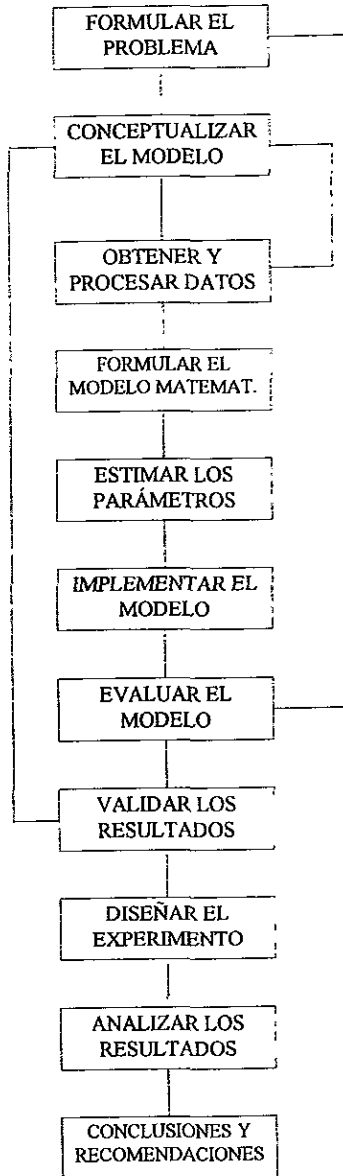 FORMULAR EL
PROBLEMA
CONCEPTUALIZAR
EL MODELO
OBTENER Y
PROCESAR DATOS
FORMULAR EL
MODELO MATEMAT.
ESTIMAR LOS
PARÁMETROS
IMPLEMENTAR EL
MODELO
EVALUAR EL
MODELO
VALIDAR LOS
RESULTADOS
DISEÑAR EL
EXPERIMENTO
ANALIZAR LOS
RESULTADOS
CONCLUSIONES Y
RECOMENDACIONES